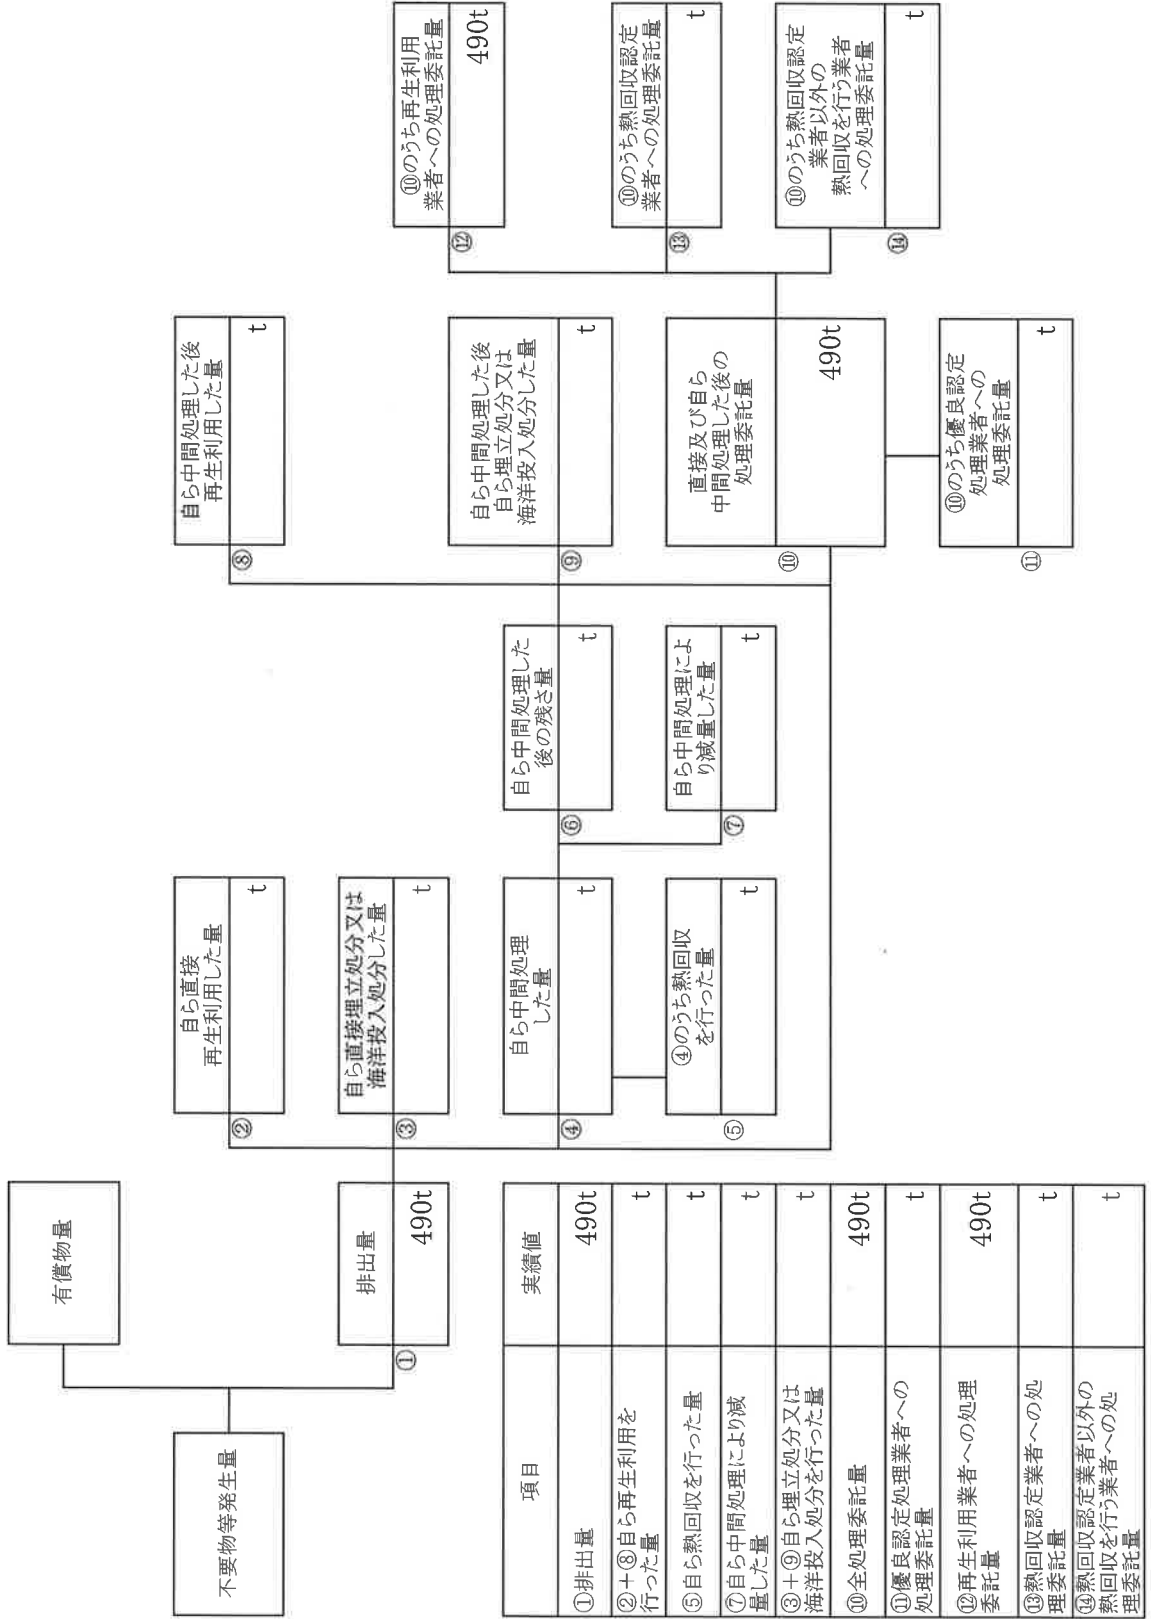 有償物量
不要物等発生量
排出量
①
490t
自ら直接
再生利用した量
②
t
自ら直接埋立処分又は
海洋投入処分した量
③
t
自ら中間処理
した量
④
t
④のうち熱回収
を行った量
⑤
t
自ら中間処理した
後の残さ量
⑥
t
自ら中間処理によ
り減量した量
⑦
t
自ら中間処理した後
再生利用した量
⑧
t
自ら中間処理した後
自ら埋立処分又は
海洋投入処分した量
⑨
t
直接及び自ら
中間処理した後の
処理委託量
⑩
490t
⑩のうち優良認定
処理業者への
処理委託量
⑪
t
⑩のうち再生利用
業者への処理委託量
⑫
490t
⑩のうち熱回収認定
業者への処理委託量
⑬
t
⑩のうち熱回収認定
業者以外の
熱回収を行う業者
への処理委託量
⑭
t
項目
実績値
①排出量
490t
②+⑧自ら再生利用を
行った量
t
⑤自ら熱回収を行った量
t
⑦自ら中間処理により減
量した量
t
③+⑨自ら埋立処分又は
海洋投入処分を行った量
t
⑩全処理委託量
490t
⑪優良認定処理業者への
処理委託量
t
⑫再生利用業者への処理
委託量
490t
⑬熱回収認定業者への処
理委託量
t
⑭熱回収認定業者以外の
熱回収を行う業者への処
理委託量
t